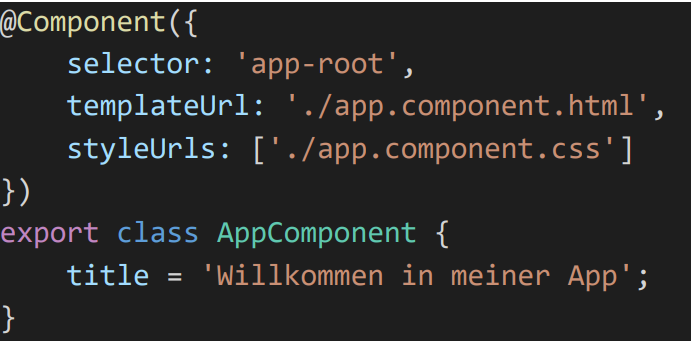 @Component({
    selector: 'app-root',
    templateUrl: './app.component.html',
    styleUrls: ['./app.component.css']
})
export class AppComponent {
    title = 'Willkommen in meiner App';
}